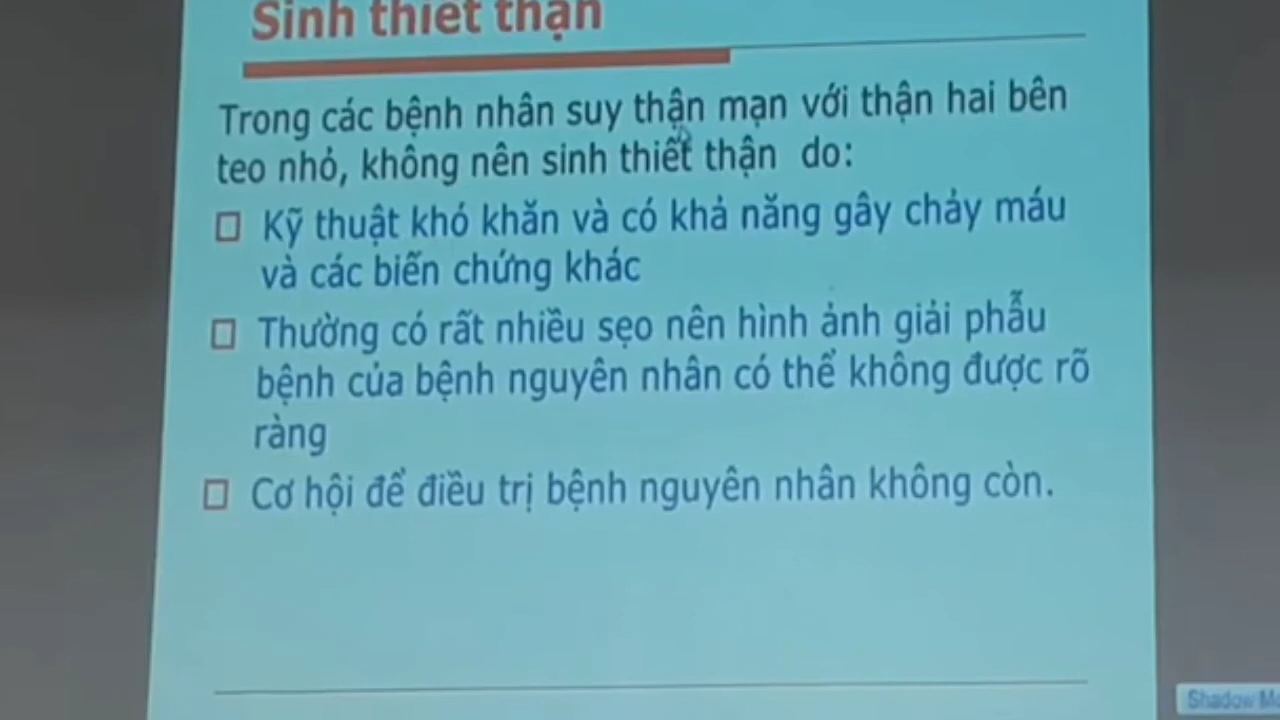 Sinh thiết thận
Trong các bệnh nhân suy thận mạn với thận hai bên
teo nhỏ, không nên sinh thiết thận do:
Kỹ thuật khó khăn và có khả năng gây chảy máu
và các biến chứng khác
Thường có rất nhiều sẹo nên hình ảnh giải phẫu
bệnh của bệnh nguyên nhân có thể không được rõ
ràng
Cơ hội để điều trị bệnh nguyên nhân không còn.
Shadow